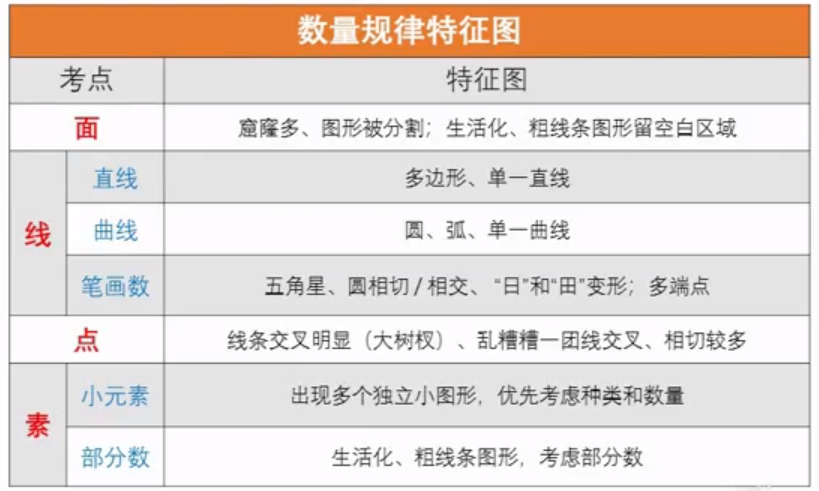 数量规律特征图
考点 特征图
面 窟窿多、图形被分割；生活化、粗线条图形留空白区域
线 直线 多边形、单一直线
曲线 圆、弧、单一曲线
笔画数 五角星、圆相切 / 相交、“日”和“田”变形；多端点
点 线条交叉明显（大树杈）、乱糟糟一团线交叉、相切较多
素 小元素 出现多个独立小图形，优先考虑种类和数量
部分数 生活化、粗线条图形，考虑部分数